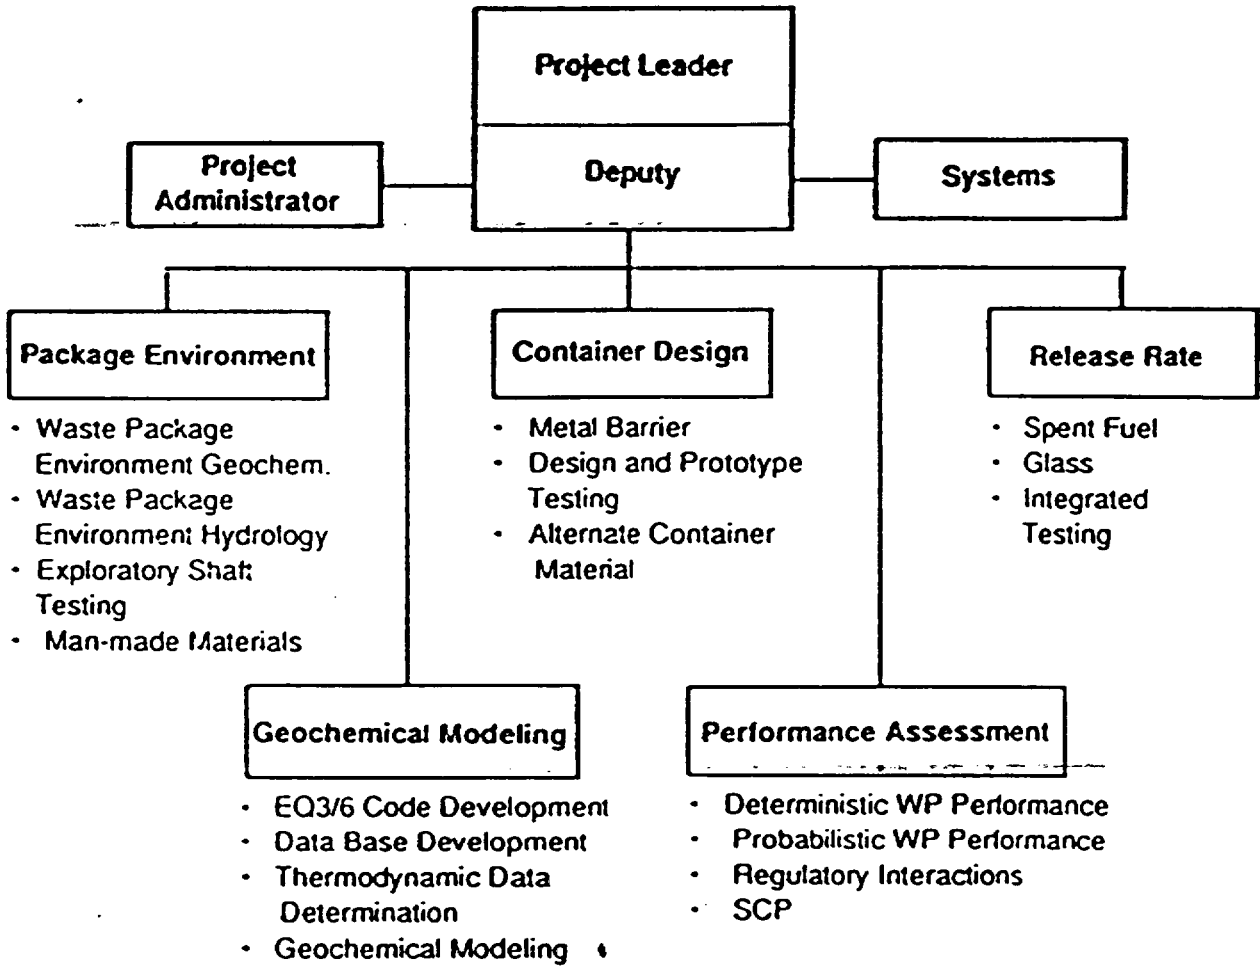 Project Leader
Deputy
Project
Administrator
Systems
Package Environment
• Waste Package
Environment Geochem.
• Waste Package
Environment Hydrology
• Exploratory Shaft
Testing
• Man-made Materials
Container Design
• Metal Barrier
• Design and Prototype
Testing
• Alternate Container
Material
Release Rate
• Spent Fuel
• Glass
• Integrated
Testing
Geochemical Modeling
• EQ3/6 Code Development
• Data Base Development
• Thermodynamic Data
Determination
• Geochemical Modeling
Performance Assessment
• Deterministic WP Performance
• Probabilistic WP Performance
• Regulatory Interactions
• SCP